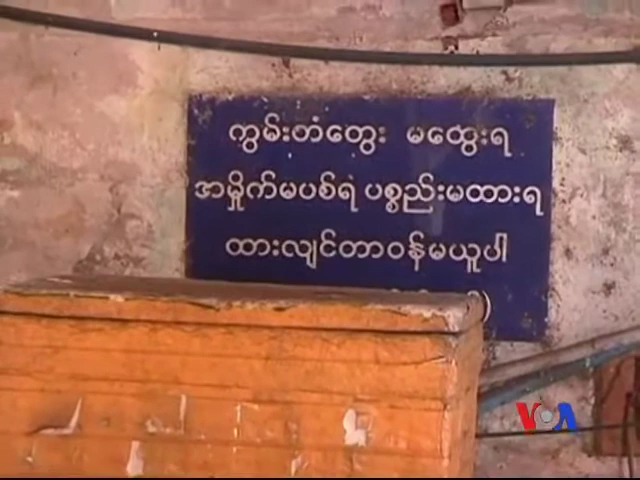 ကွမ်းတံတွေး မထွေးရ
အမှိုက်မပစ်ရ ပစ္စည်းမထားရ
ထားလျှင်တာဝန်မယူပါ
VOA